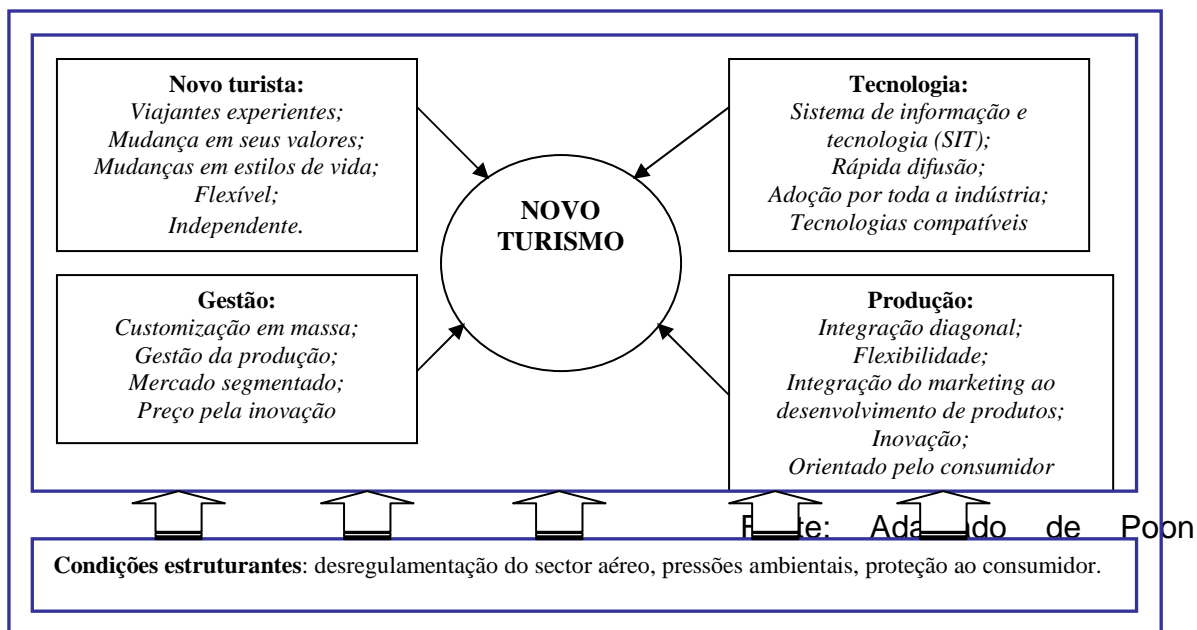 Novo turista:
Viajantes experientes;
Mudança em seus valores;
Mudanças em estilos de vida;
Flexível;
Independente.
Tecnologia:
Sistema de informação e
tecnologia (SIT);
Rápida difusão;
Adoção por toda a indústria;
Tecnologias compatíveis
NOVO
TURISMO
Gestão:
Customização em massa;
Gestão da produção;
Mercado segmentado;
Preço pela inovação
Produção:
Integração diagonal;
Flexibilidade;
Integração do marketing ao
desenvolvimento de produtos;
Inovação;
Orientado pelo consumidor
de Poon
Condições estruturantes: desregulamentação do sector aéreo, pressões ambientais, proteção ao consumidor.